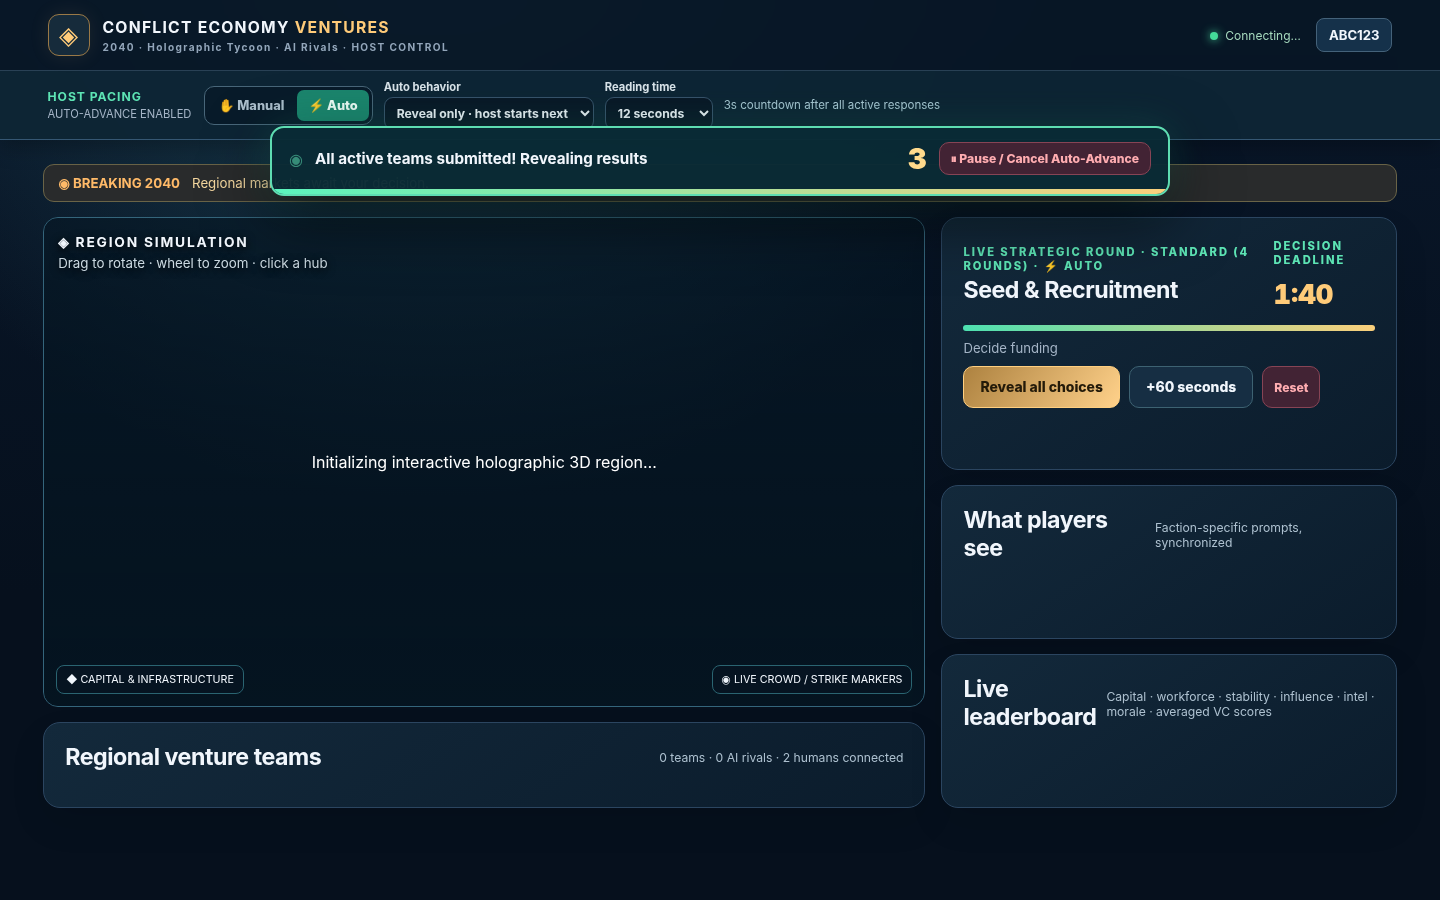 ◈ CONFLICT ECONOMY VENTURES
2040 · Holographic Tycoon · AI Rivals · HOST CONTROL
Connecting...
ABC123
HOST PACING
AUTO-ADVANCE ENABLED
✋ Manual
⚡ Auto
Auto behavior
Reveal only · host starts next
Reading time
12 seconds
3s countdown after all active responses
◉ All active teams submitted! Revealing results
3
⏸ Pause / Cancel Auto-Advance
◉ BREAKING 2040 Regional
◈ REGION SIMULATION
Drag to rotate · wheel to zoom · click a hub
Initializing interactive holographic 3D region...
◆ CAPITAL & INFRASTRUCTURE
◉ LIVE CROWD / STRIKE MARKERS
Regional venture teams
0 teams · 0 AI rivals · 2 humans connected
LIVE STRATEGIC ROUND · STANDARD (4
ROUNDS) · ⚡ AUTO
Seed & Recruitment
DECISION
DEADLINE
1:40
Decide funding
Reveal all choices
+60 seconds
Reset
What players
see
Faction-specific prompts,
synchronized
Live
leaderboard
Capital · workforce · stability · influence · intel ·
morale · averaged VC scores